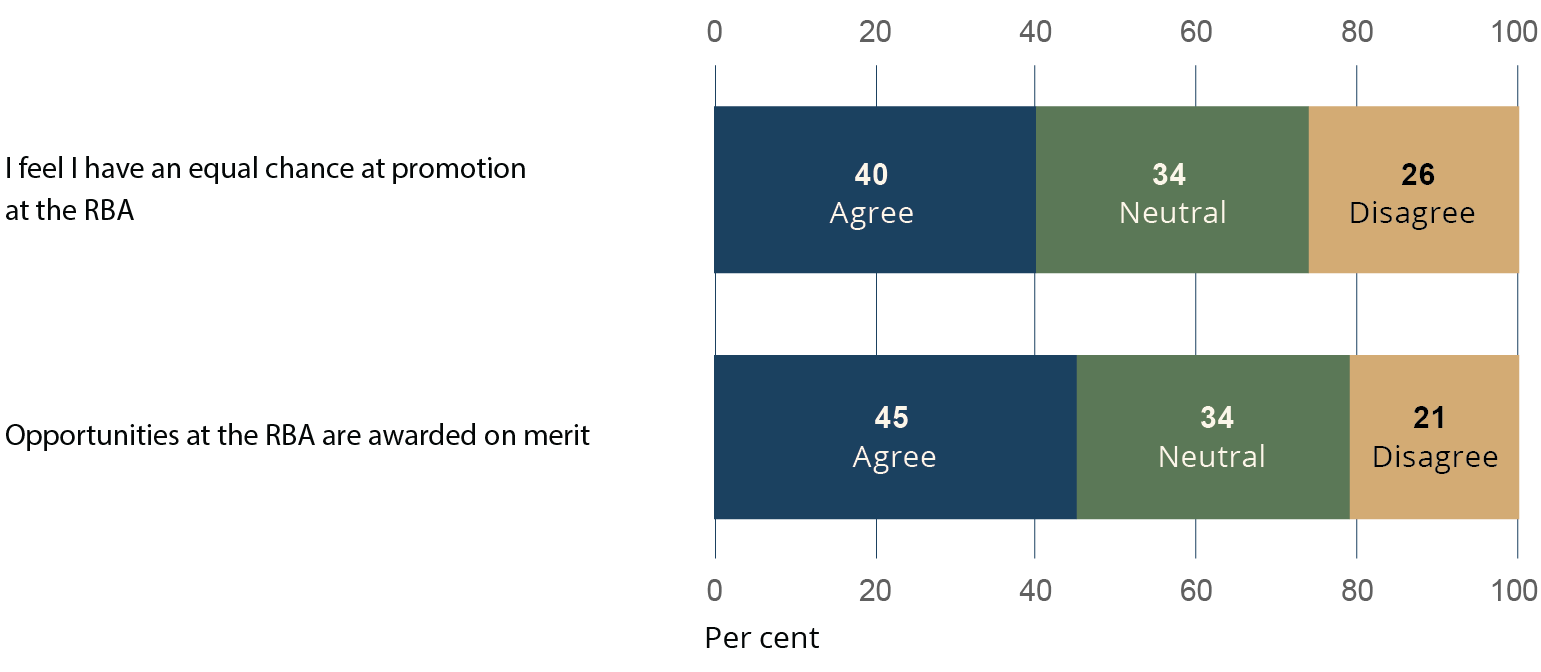 0 20 40 60 80 100
I feel I have an equal chance at promotion
at the RBA
40 34 26
Agree Neutral Disagree
Opportunities at the RBA are awarded on merit
45 34 21
Agree Neutral Disagree
0 20 40 60 80 100
Per cent